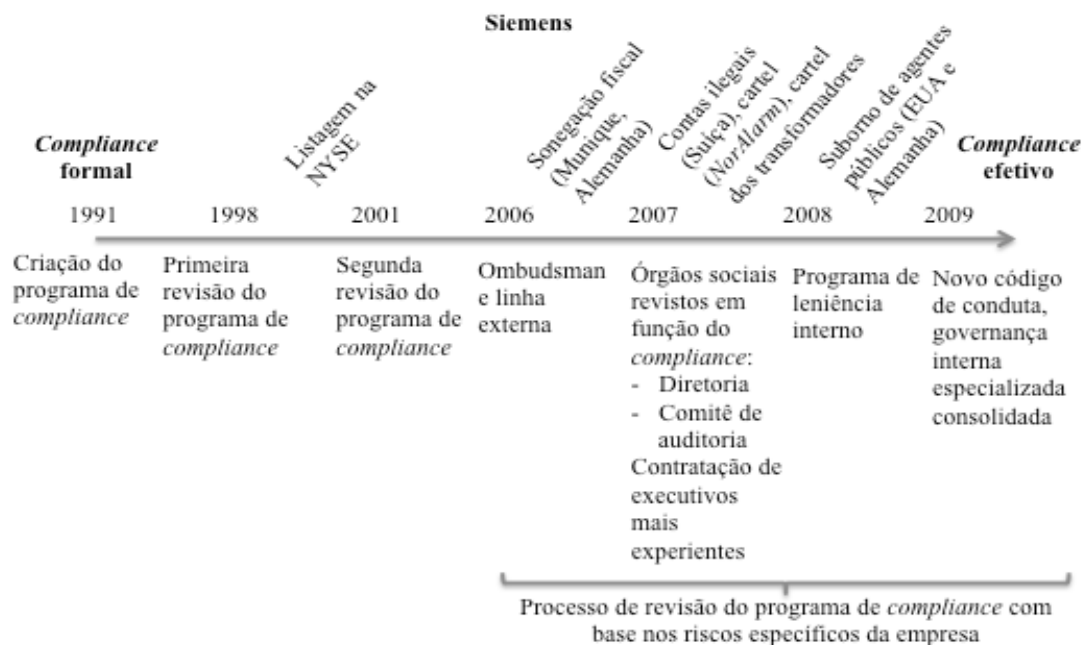 Siemens
Compliance
formal
Listagem na
NYSE
Sonegação fiscal
(Munique,
Alemanha)
Contas ilegais
(Suiça), cartel
(NorAlarm), cartel
dos transformadores
Suborno de agentes
públicos (EUA e
Alemanha)
Compliance
efetivo
1991
1998
2001
2006
2007
2008
2009
Criação do
programa de
compliance
Primeira
revisão do
programa de
compliance
Segunda
revisão do
programa de
compliance
Ombudsman
e linha
externa
Órgãos sociais
revistos em
função do
compliance:
- Diretoria
- Comitê de
auditoria
Contratação de
executivos
mais
experientes
Programa de
leniência
interno
Novo código
de conduta,
governança
interna
especializada
consolidada
Processo de revisão do programa de compliance com
base nos riscos específicos da empresa